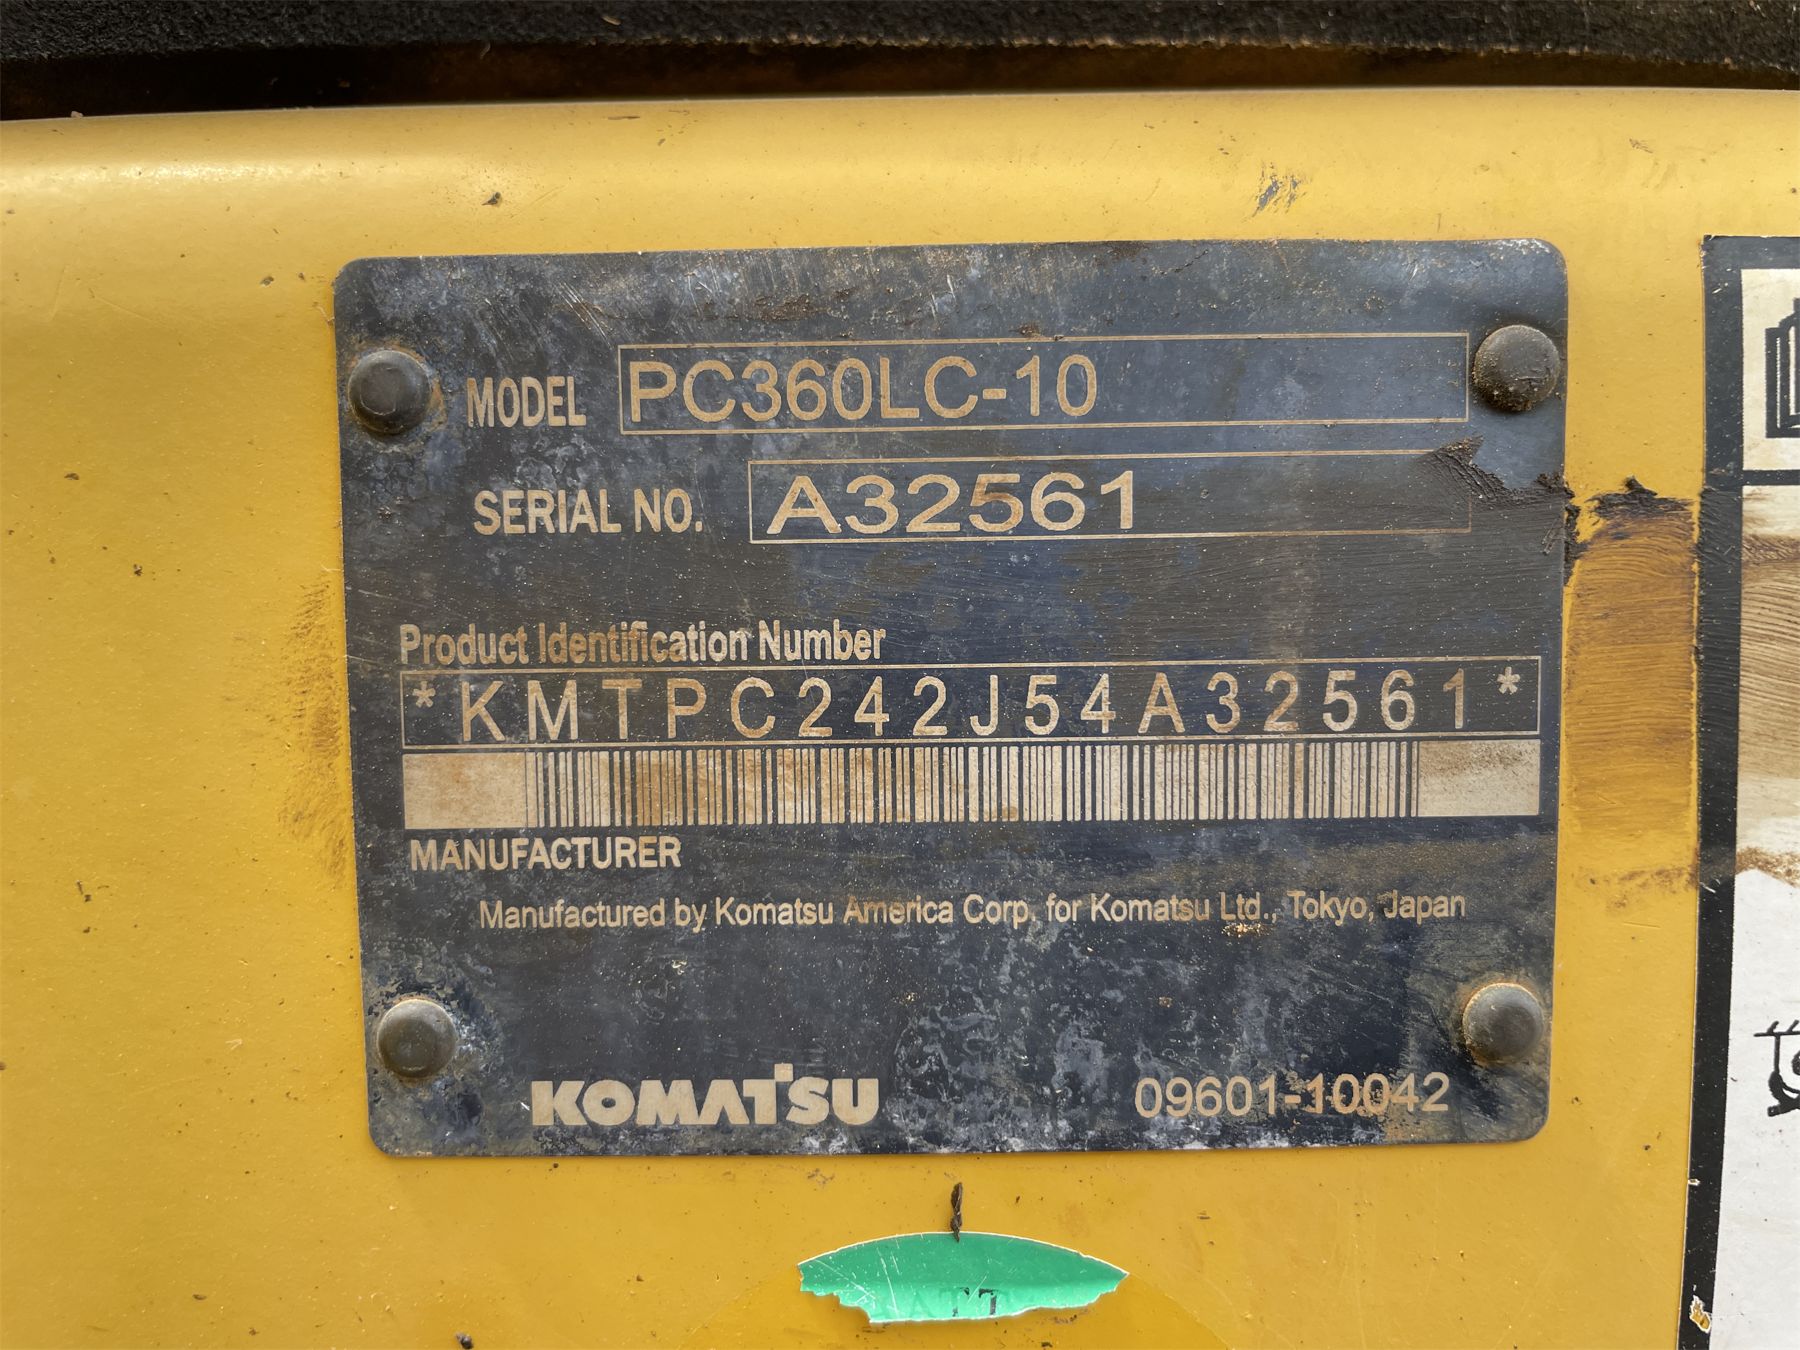 MODEL PC360LC-10
SERIAL NO. A32561
Product Identification Number
*KMTPC242J54A32561*
MANUFACTURER
Manufactured by Komatsu America Corp. for Komatsu Ltd., Tokyo, Japan
KOMATSU 09601-10042